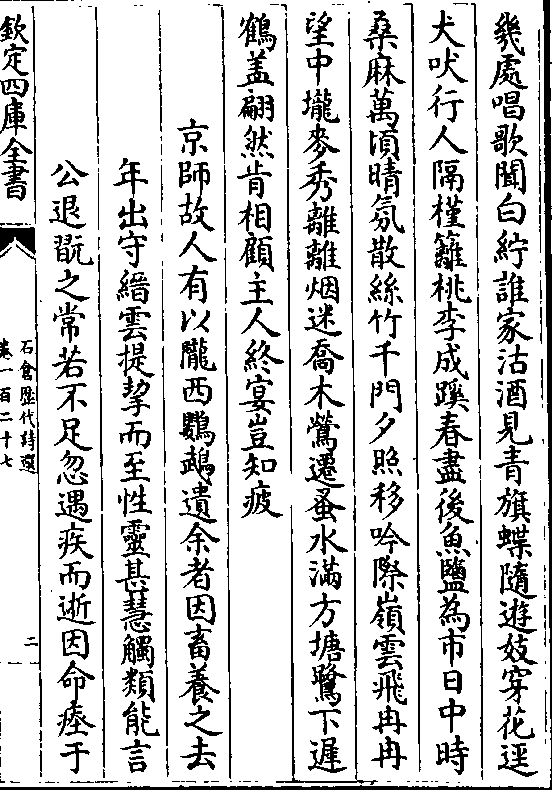 幾處唱歌聞白紵誰家沽酒見青旗蝶隨遊妓穿花逕
犬吠行人隔槿籬桃李成蹊春盡後魚鹽為市日中時
桑麻萬頃晴氛散絲竹千門夕照移吟際嶺雲飛冉冉
望中壠麥秀離離烟迷喬木鶯遷蚤水滿方塘鷺下遲
鶴盖翩然肯相顧主人終宴豈知疲
京師故人有以隴西鸚鵡遺余者因畜養之去
年出守縉雲提挈而至性靈甚慧觸類能言
公退翫之常若不足忽遇疾而逝因命瘞于
欽定四庫全書
石倉歷代詩選
卷一百二十七
二